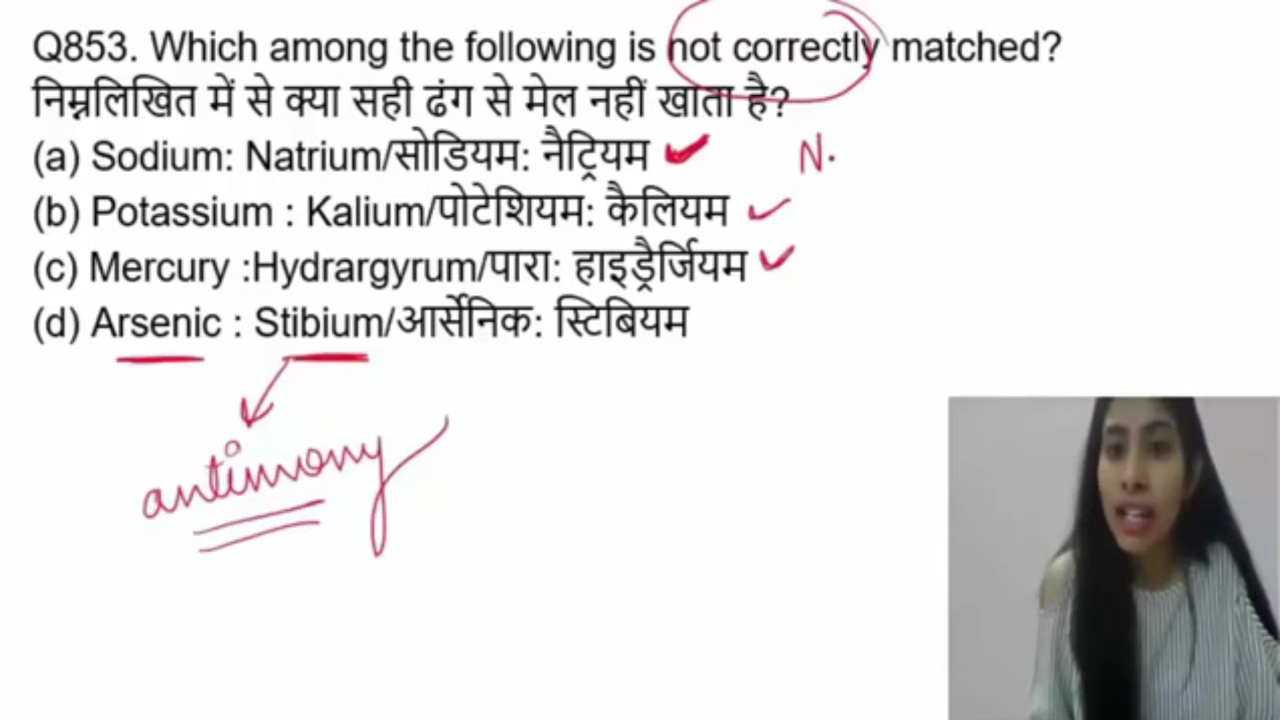 Q853. Which among the following is not correctly matched?
निम्नलिखित में से क्या सही ढंग से मेल नहीं खाता है?
(a) Sodium: Natrium/सोडियम: नैट्रियम
N.
(b) Potassium : Kalium/पोटेशियम: कैलियम
(c) Mercury :Hydrargyrum/पारा: हाइड्रैर्जियम
(d) Arsenic : Stibium/आर्सेनिक: स्टिबियम
antimony